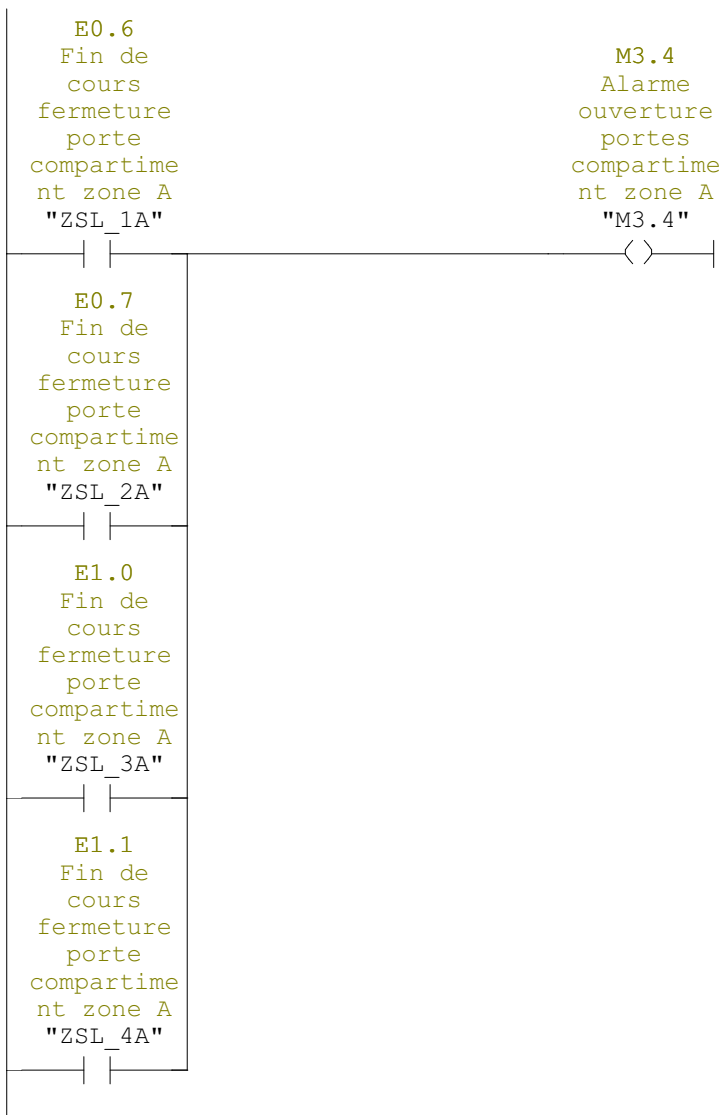 E0.6
Fin de
cours
fermeture
porte
compartime
nt zone A
"ZSL_1A"
M3.4
Alarme
ouverture
portes
compartime
nt zone A
"M3.4"
E0.7
Fin de
cours
fermeture
porte
compartime
nt zone A
"ZSL_2A"
E1.0
Fin de
cours
fermeture
porte
compartime
nt zone A
"ZSL_3A"
E1.1
Fin de
cours
fermeture
porte
compartime
nt zone A
"ZSL_4A"